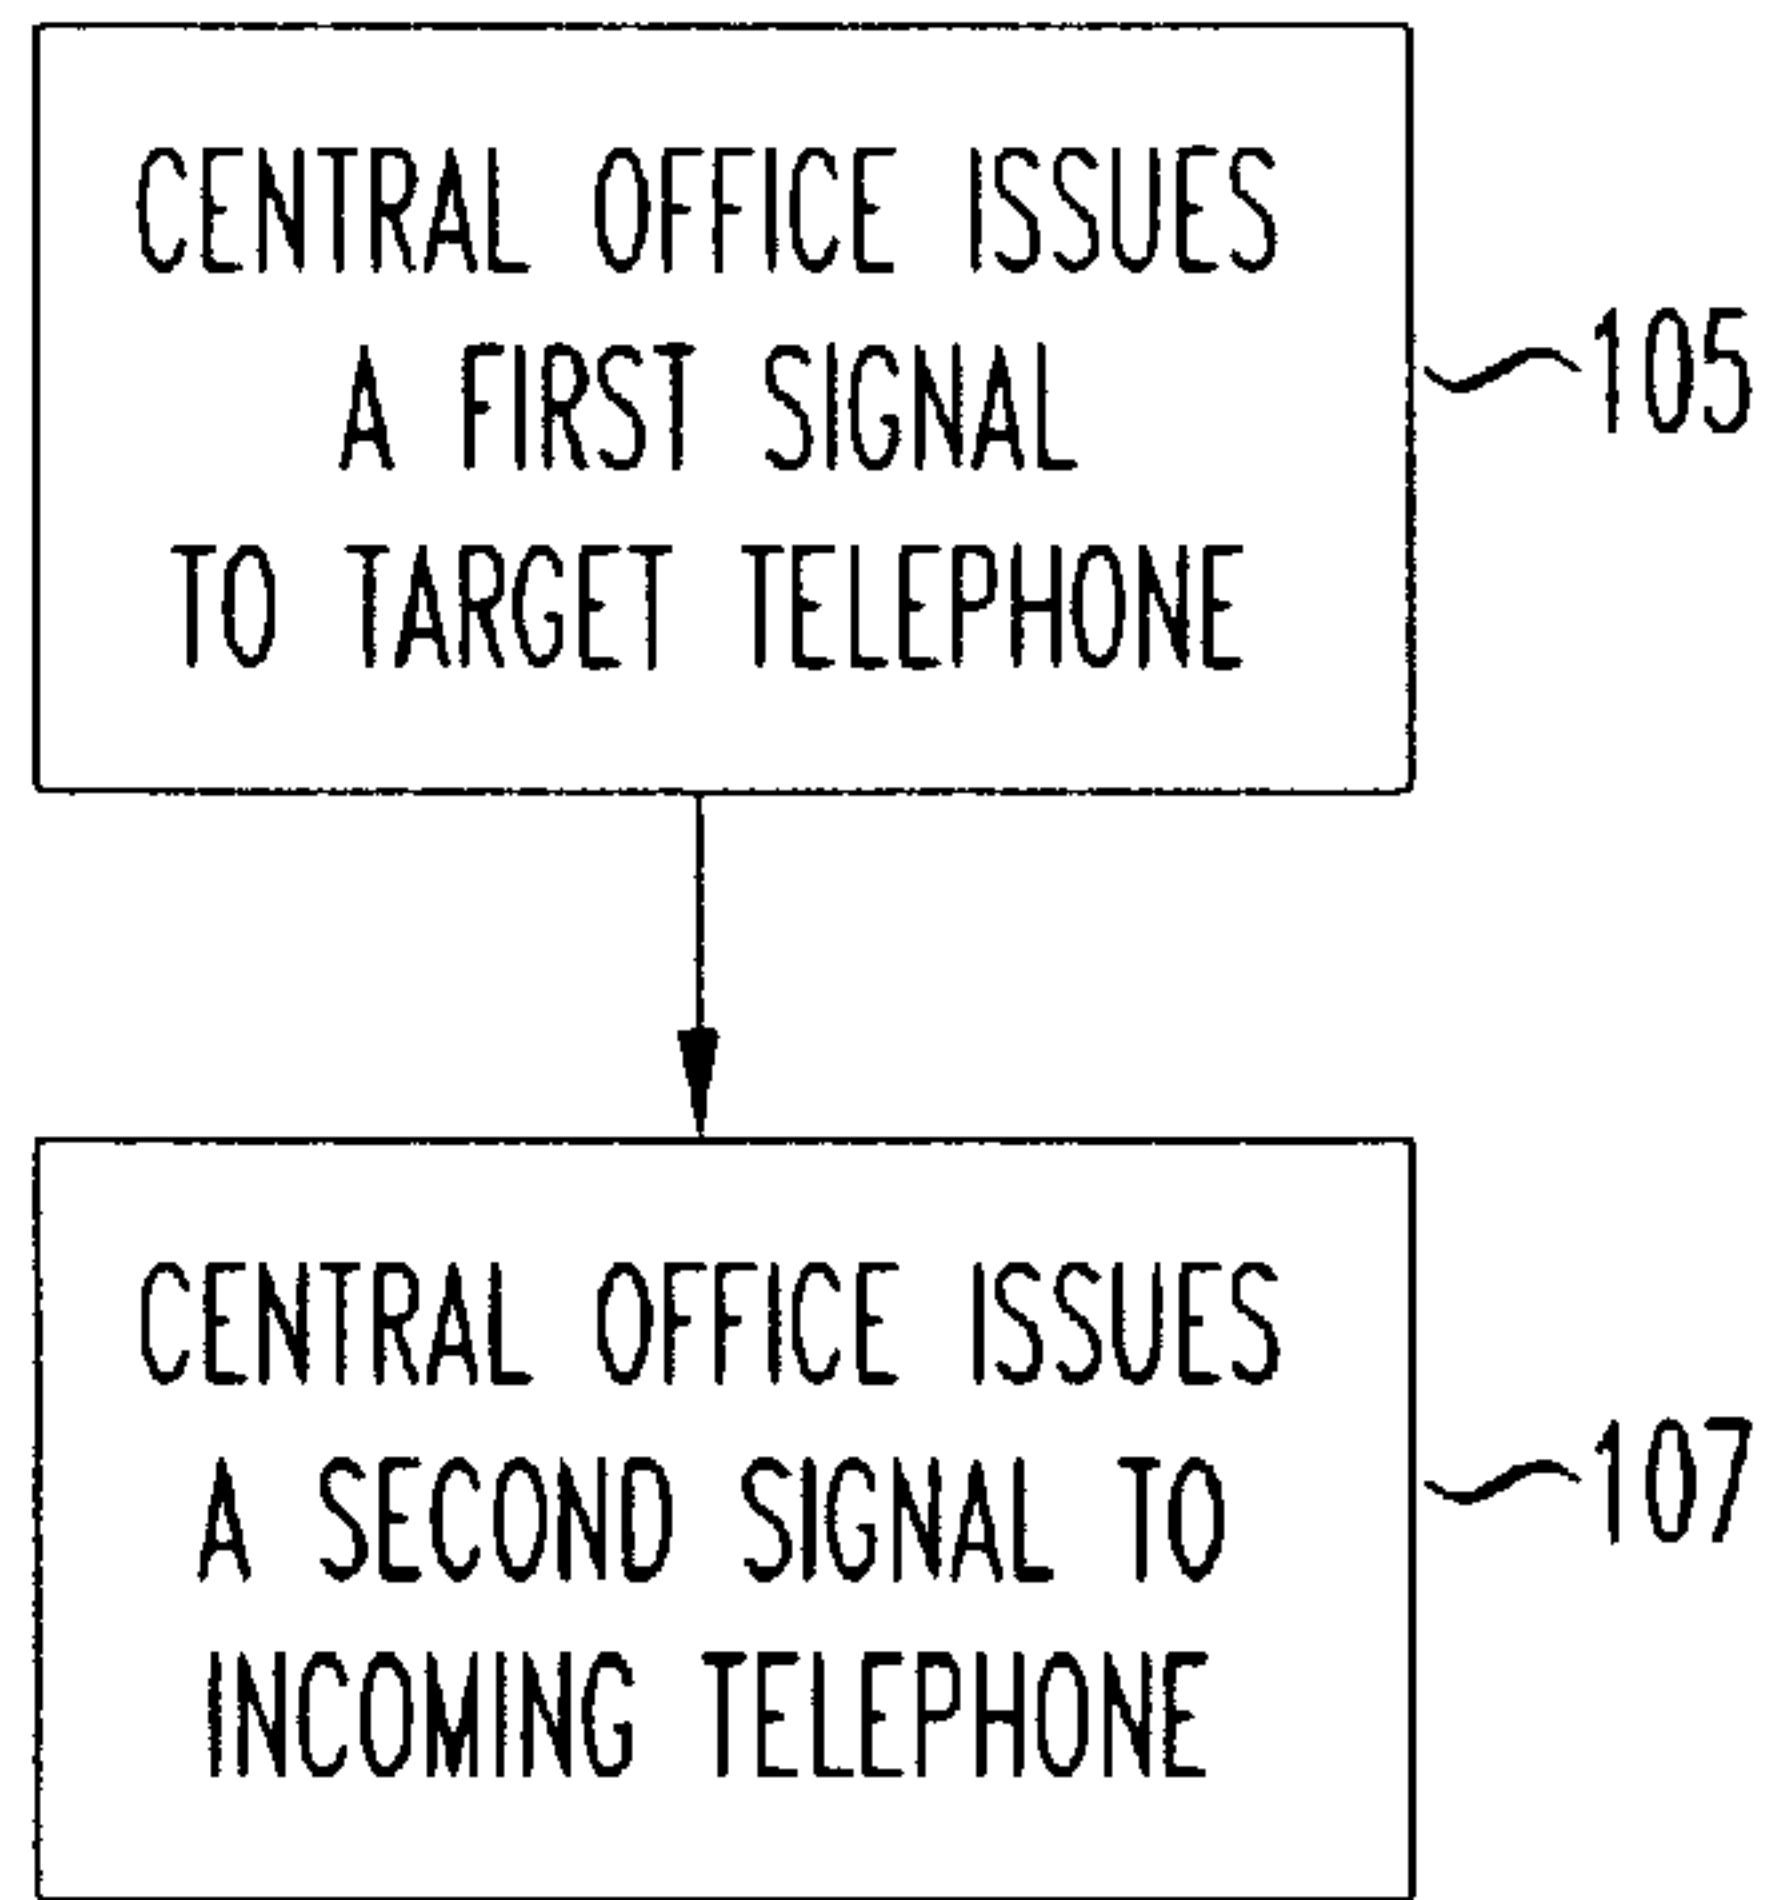 CENTRAL OFFICE ISSUES
A FIRST SIGNAL
105
TO TARGET TELEPHONE
CENTRAL OFFICE ISSUES
A SECOND SIGNAL TO
107
INCOMING TELEPHONE